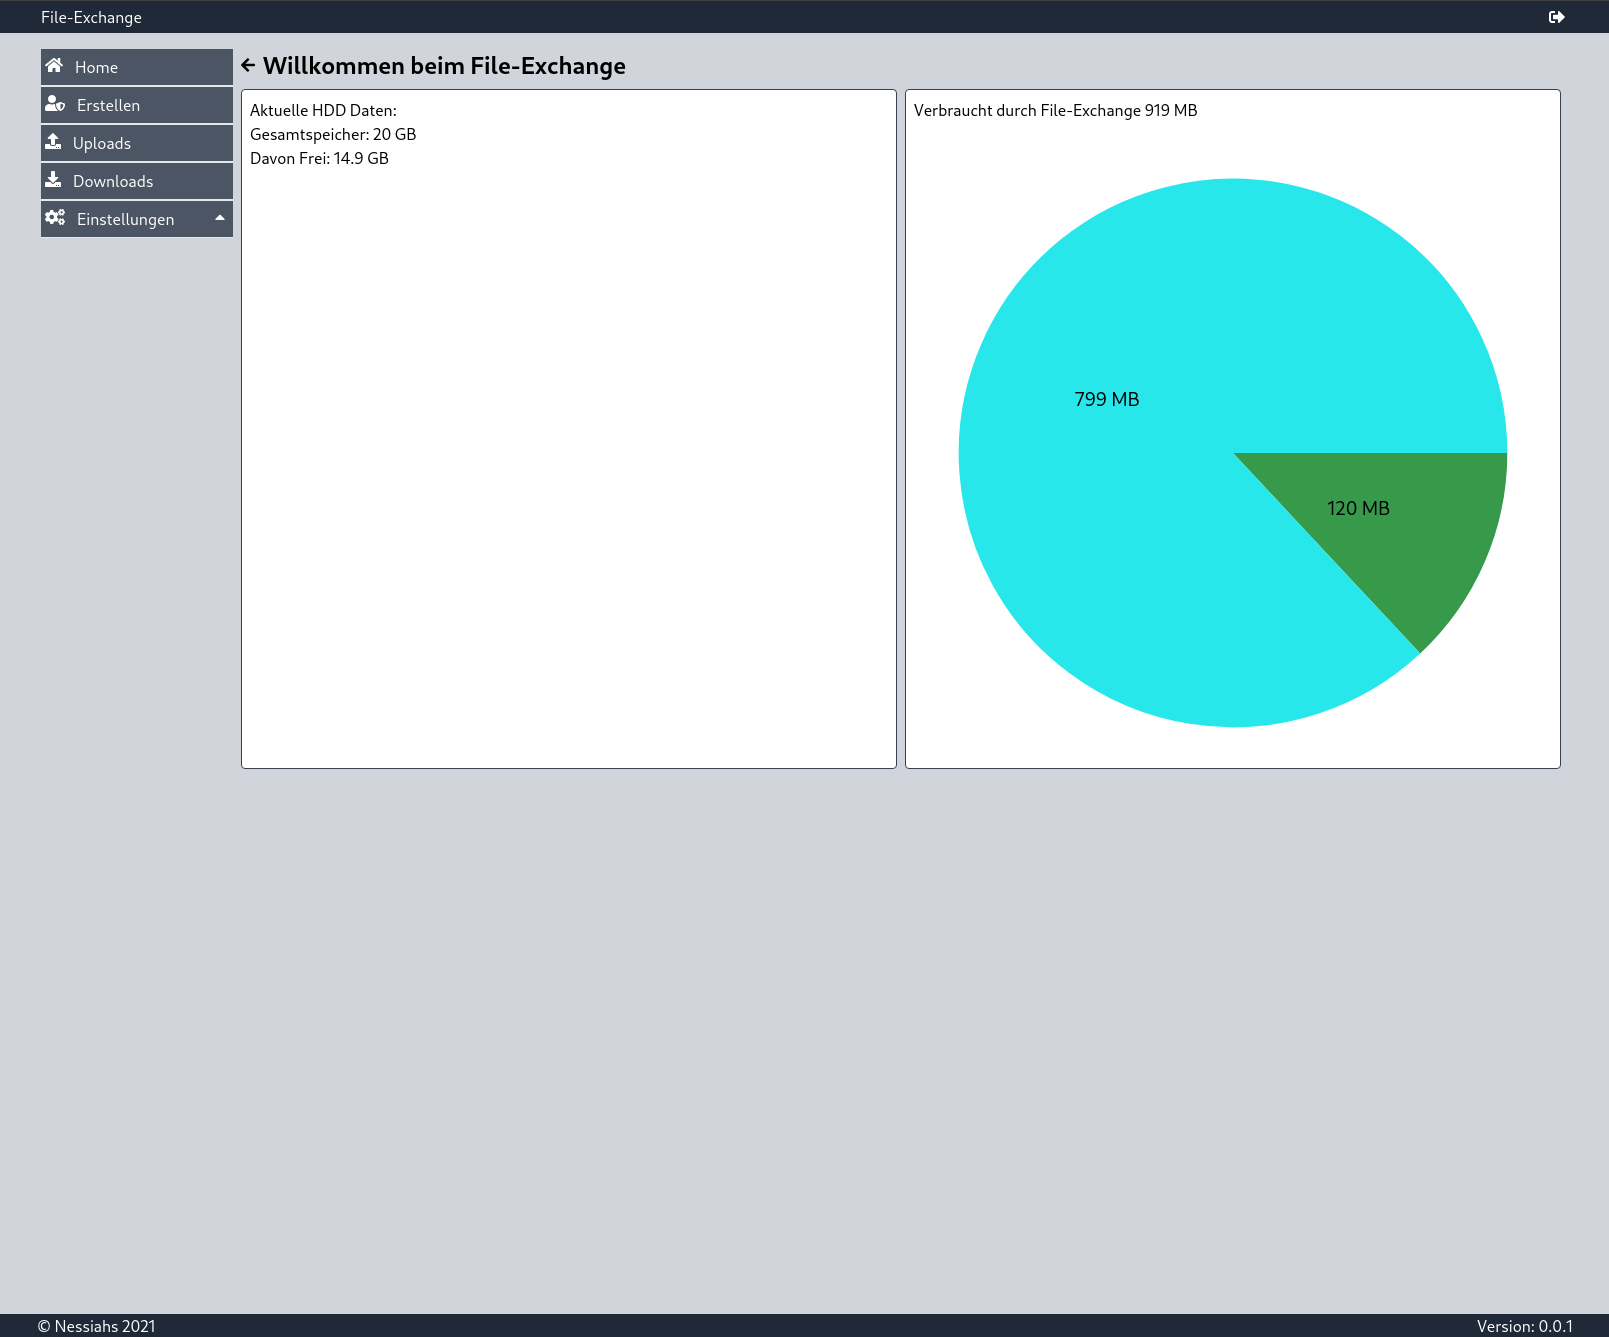 File-Exchange
Home
Erstellen
Uploads
Downloads
Einstellungen
Willkommen beim File-Exchange
Aktuelle HDD Daten:
Gesamtspeicher: 20 GB
Davon Frei: 14.9 GB
Verbraucht durch File-Exchange 919 MB
799 MB
120 MB
© Nessiahs 2021
Version: 0.0.1